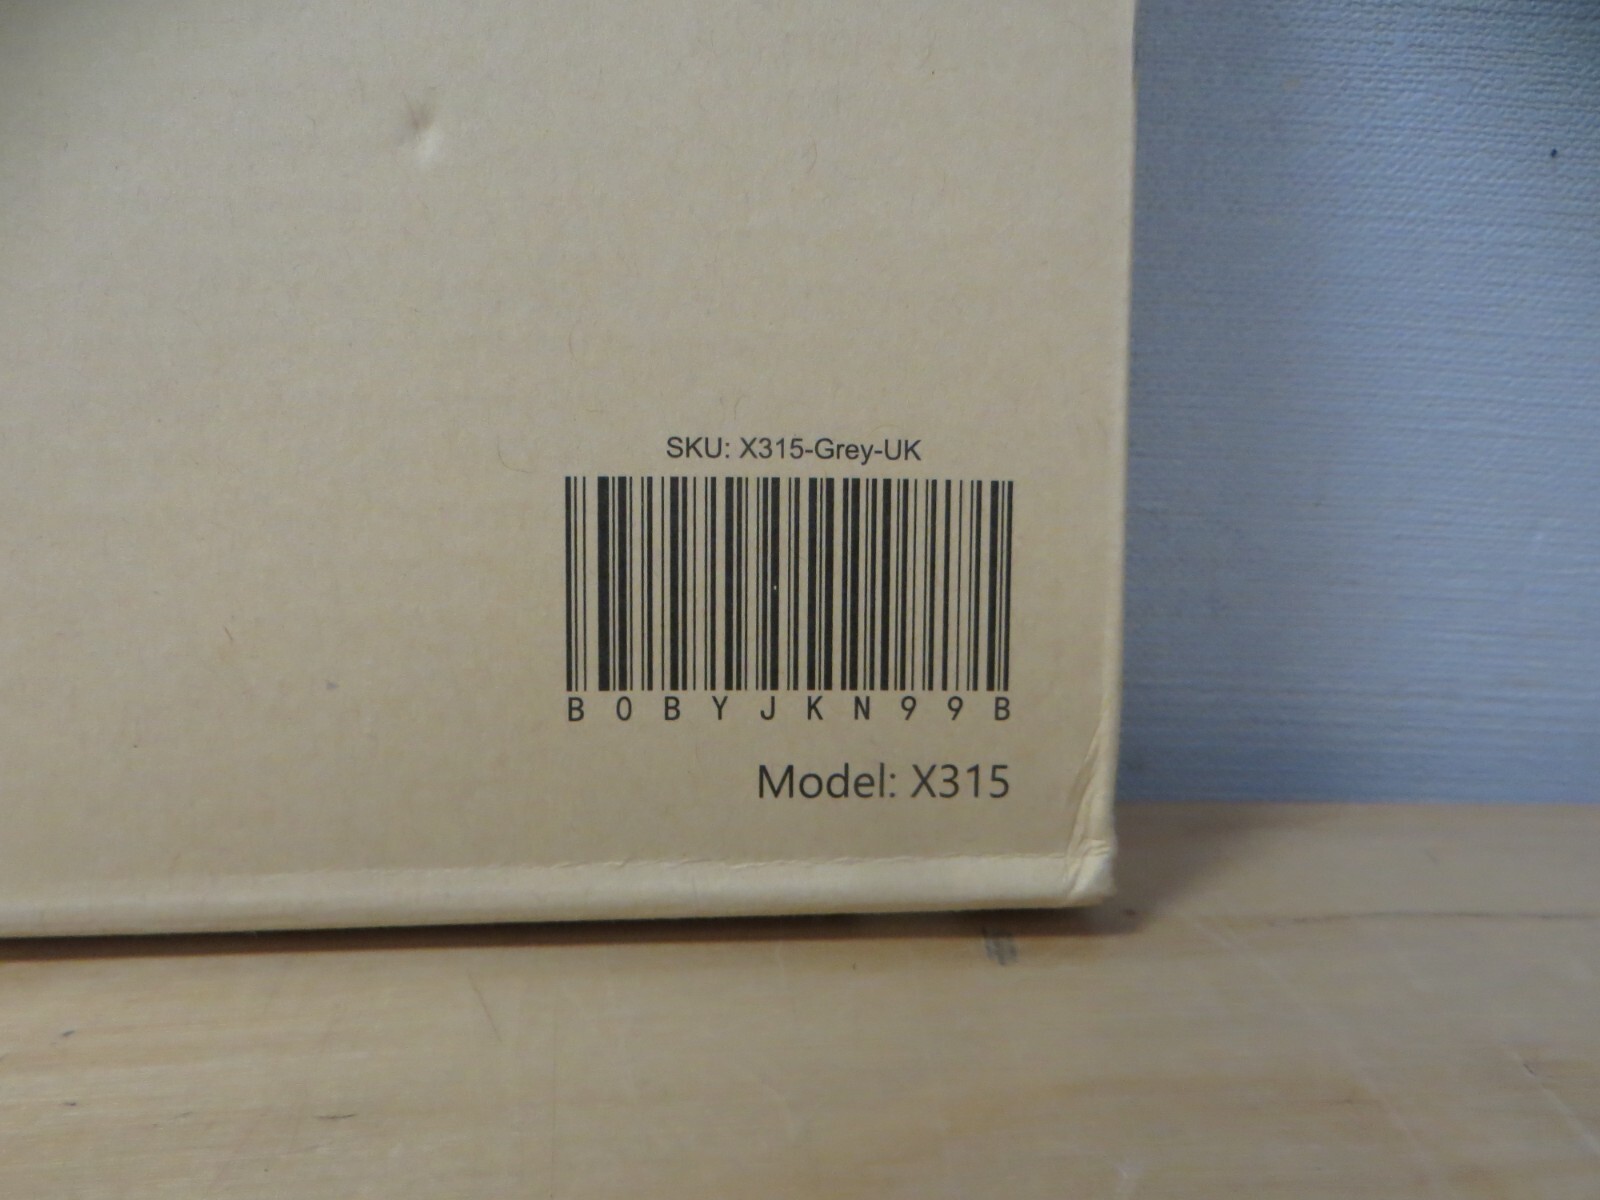 SKU: X315-Grey-UK
B0BYJKN99B
Model: X315